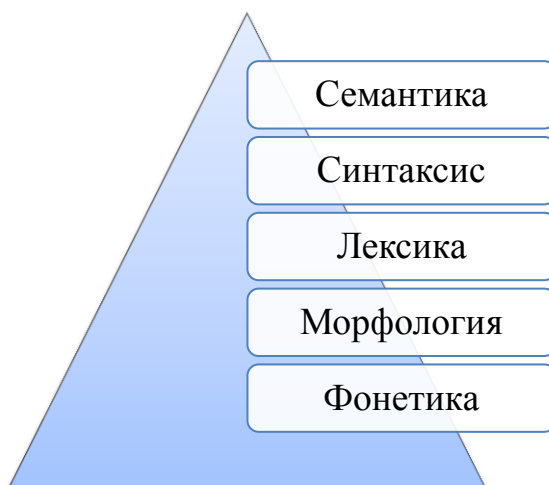 Семантика
Синтаксис
Лексика
Морфология
Фонетика